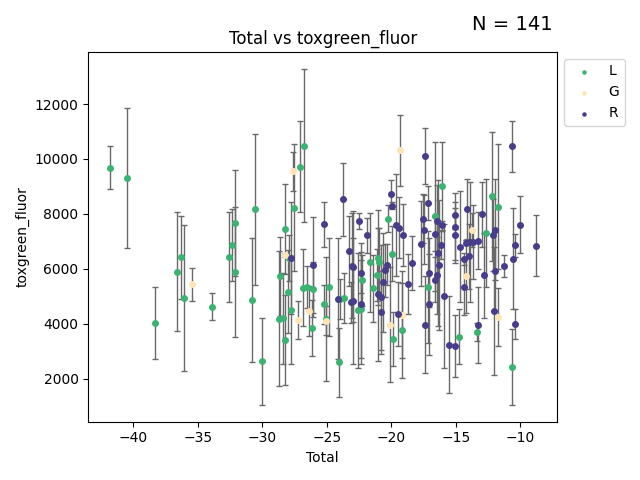 N = 141
Total vs toxgreen_fluor
L
G
R
12000
10000
8000
6000
4000
2000
toxgreen_fluor
−40
−35
−30
−25
−20
−15
−10
Total